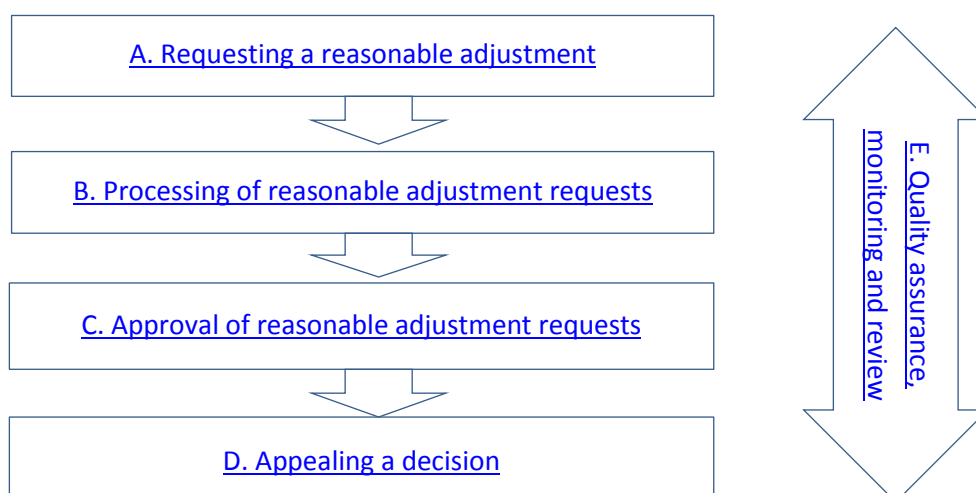 A. Requesting a reasonable adjustment
B. Processing of reasonable adjustment requests
C. Approval of reasonable adjustment requests
D. Appealing a decision
E. Quality assurance,
monitoring and review